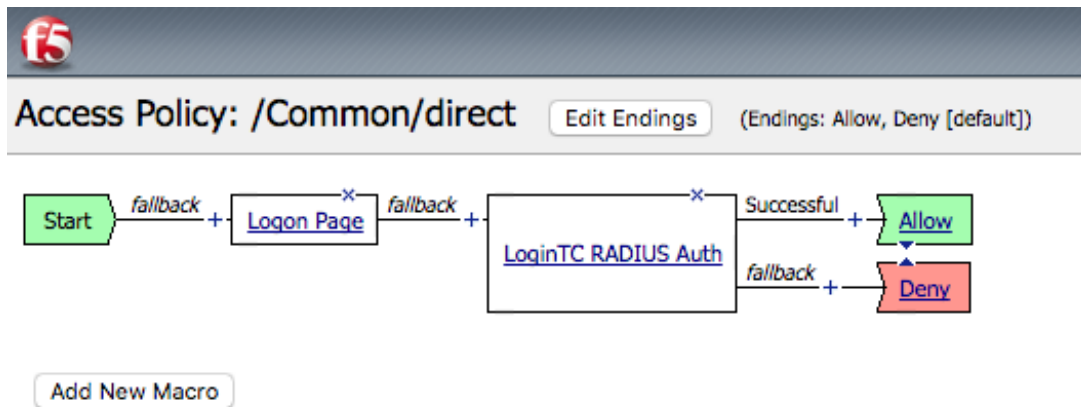 f5
Access Policy: /Common/direct Edit Endings (Endings: Allow, Deny [default])
Start fallback + Logon Page fallback + LoginTC RADIUS Auth Successful + Allow
fallback + Deny
Add New Macro